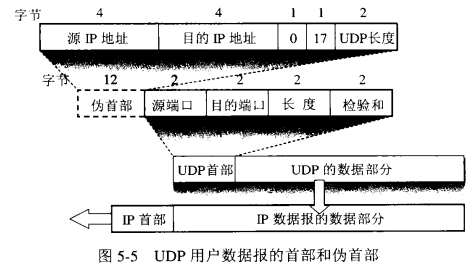 字节 4 4 1 1 2
源 IP 地址 目的 IP 地址 0 17 UDP长度
字节 12 2 2 2 2
伪首部 源端口 目的端口 长 度 检验和
UDP首部 UDP 的数据部分
IP 首部 IP 数据报的数据部分
图 5-5 UDP 用户数据报的首部和伪首部